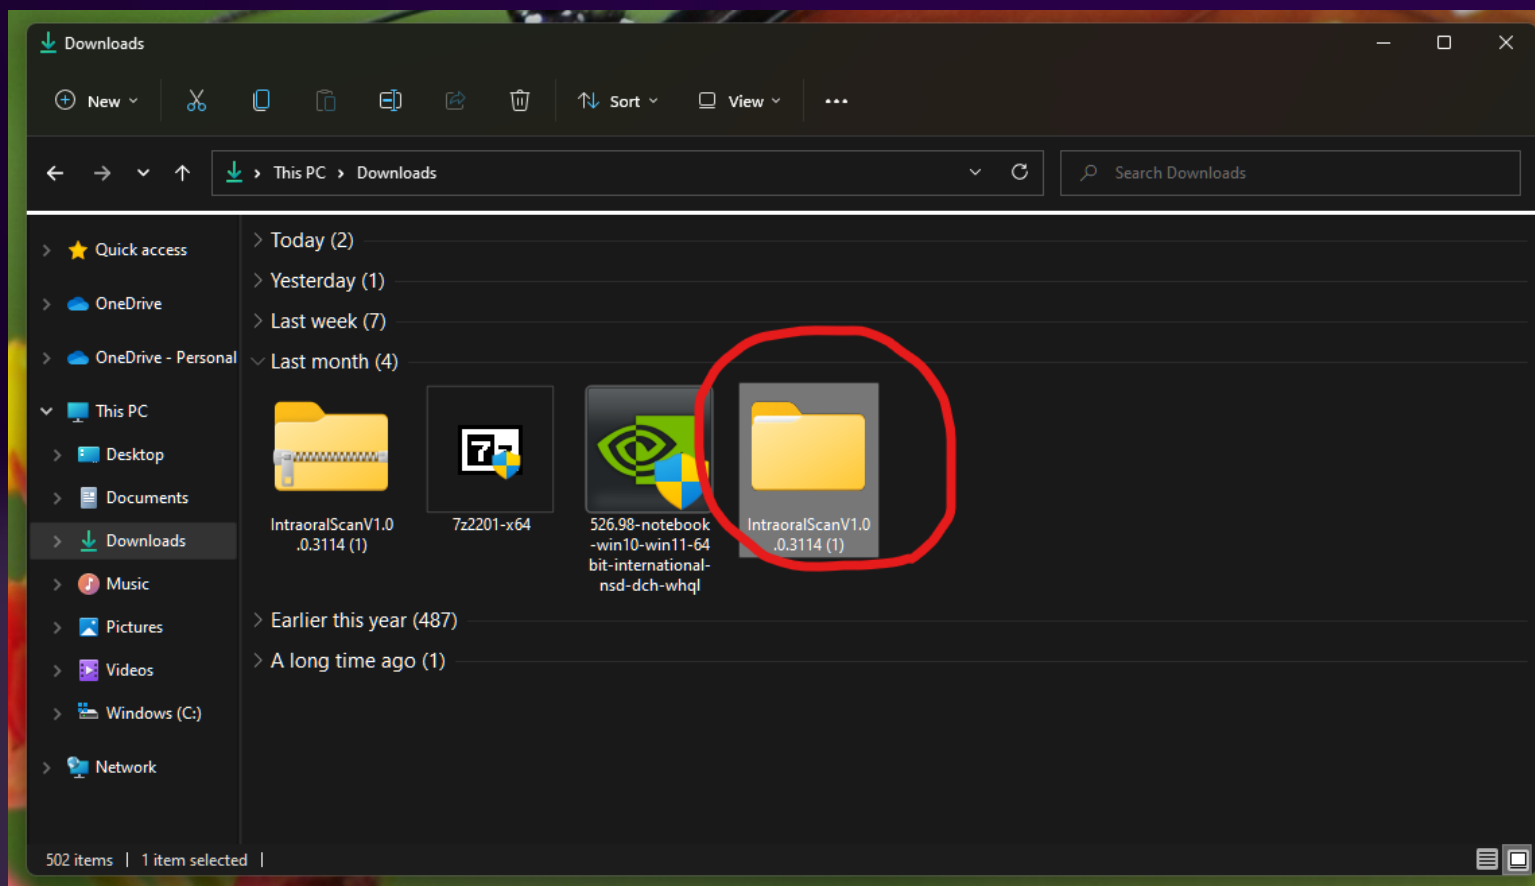 Downloads
New
Sort
View
This PC > Downloads
Search Downloads
Quick access
OneDrive
OneDrive - Personal
This PC
Desktop
Documents
Downloads
Music
Pictures
Videos
Windows (C:)
Network
Today (2)
Yesterday (1)
Last week (7)
Last month (4)
IntraoralScanV1.0
.0.3114 (1)
7z
7z2201-x64
526.98-notebook
-win10-win11-64
bit-international-
nsd-dch-whql
IntraoralScanV1.0
.0.3114 (1)
Earlier this year (487)
A long time ago (1)
502 items
1 item selected